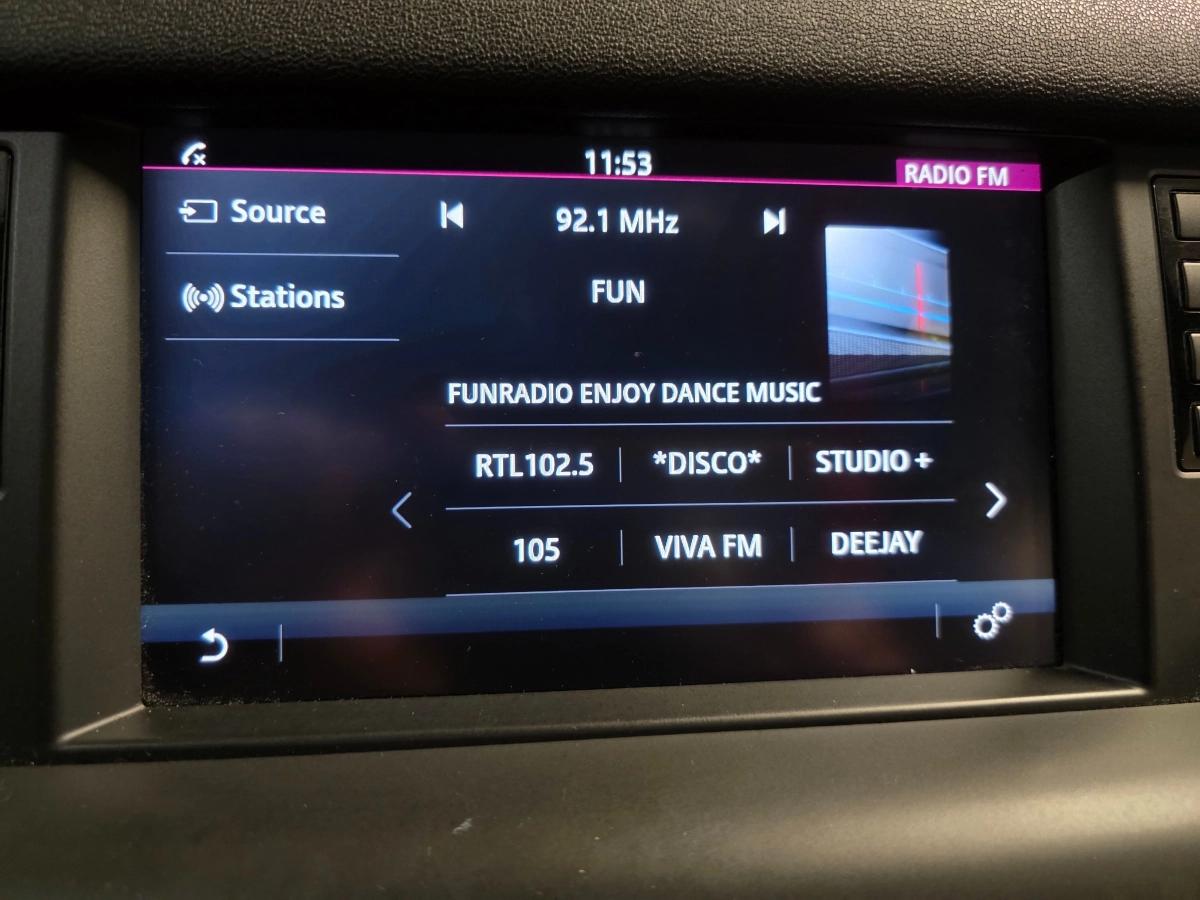 11:53
RADIO FM
Source
92.1 MHz
Stations
FUN
FUNRADIO ENJOY DANCE MUSIC
RTL102.5 *DISCO* STUDIO +
105 VIVA FM DEEJAY